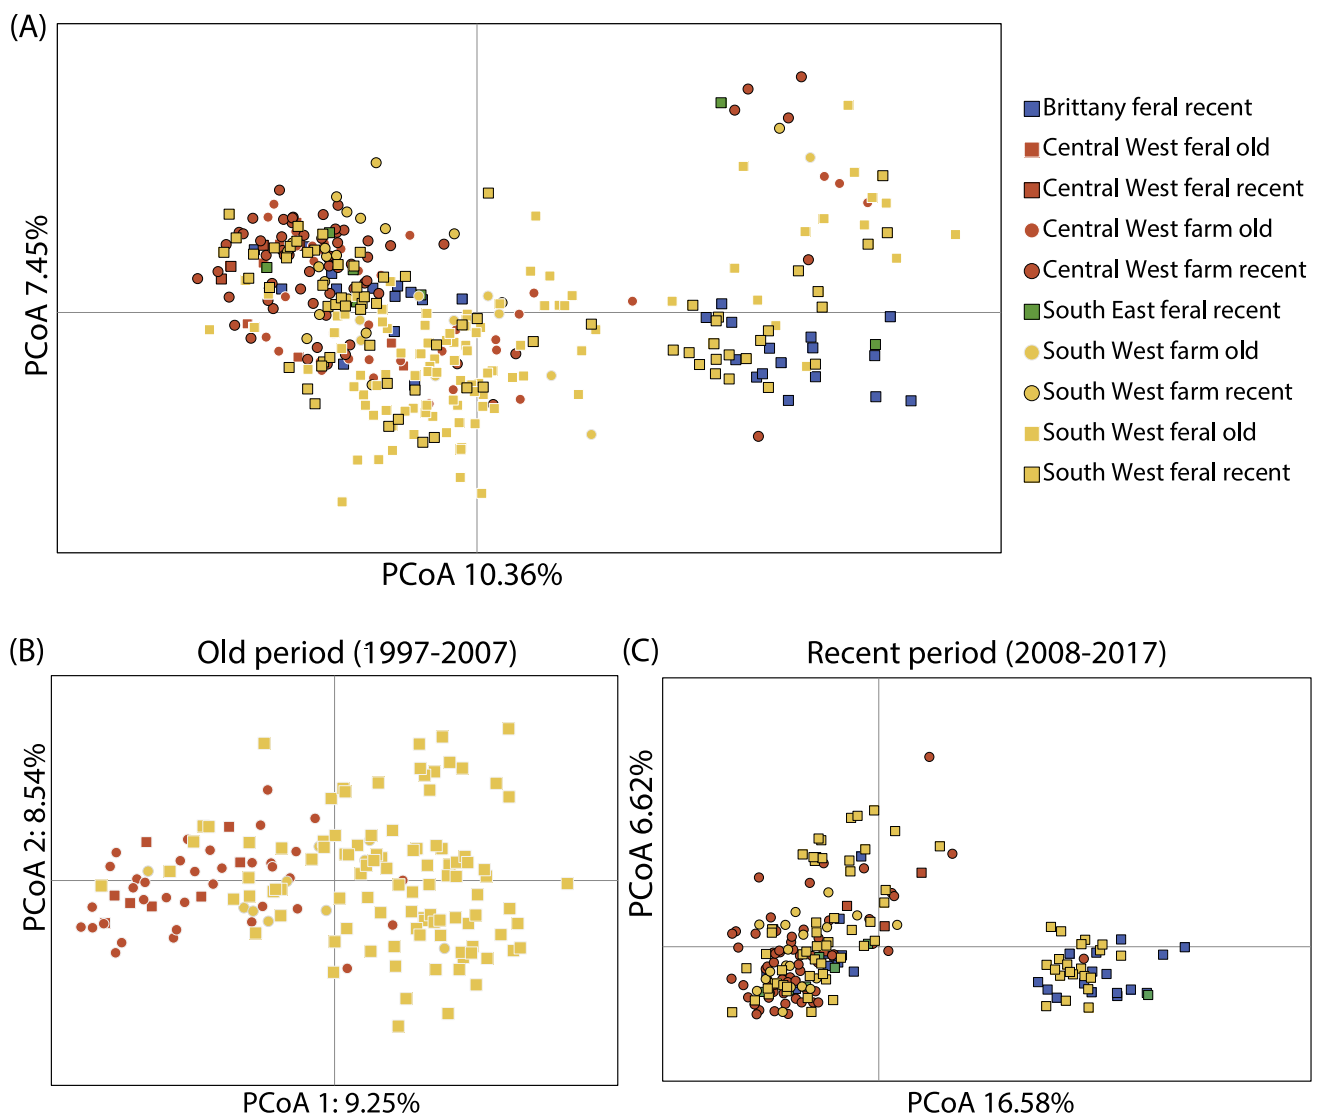 (A)
PCoA 7.45%
PCoA 10.36%
Brittany feral recent
Central West feral old
Central West feral recent
Central West farm old
Central West farm recent
South East feral recent
South West farm old
South West farm recent
South West feral old
South West feral recent
(B)
Old period (1997-2007)
PCoA 2: 8.54%
PCoA 1: 9.25%
(C)
Recent period (2008-2017)
PCoA 6.62%
PCoA 16.58%